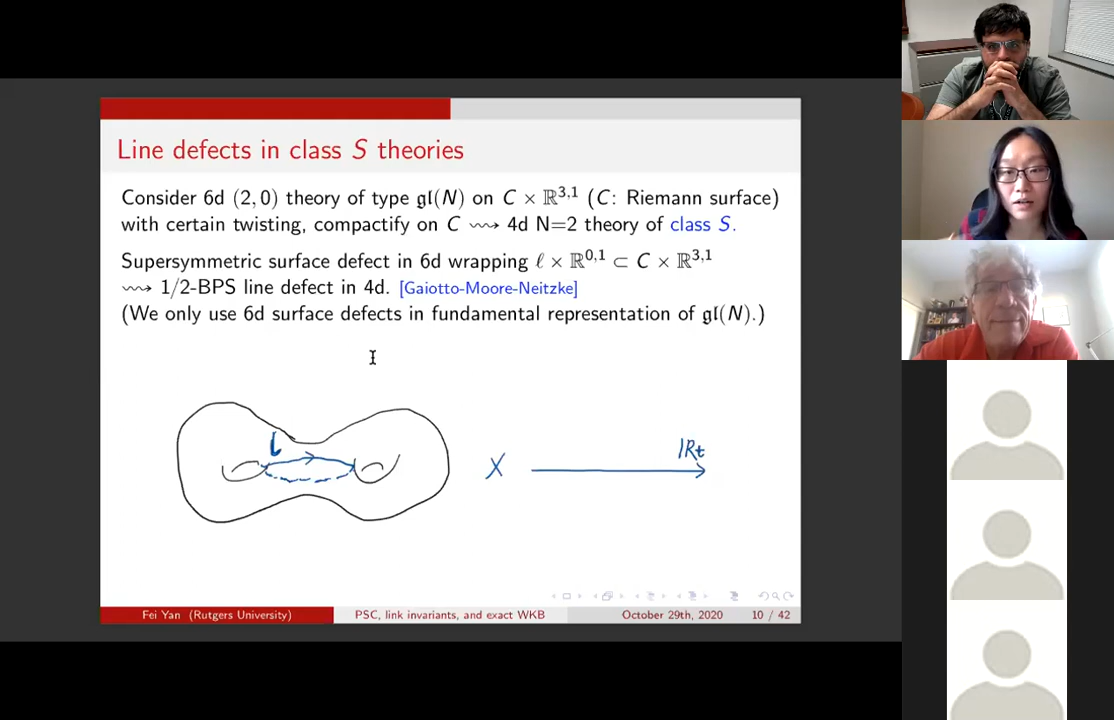 Line defects in class S theories
Consider 6d (2,0) theory of type 𝔤𝔩(N) on C × ℝ³,¹ (C: Riemann surface)
with certain twisting, compactify on C ⇝ 4d N=2 theory of class S.
Supersymmetric surface defect in 6d wrapping ℓ × ℝ⁰,¹ ⊂ C × ℝ³,¹
⇝ 1/2-BPS line defect in 4d. [Gaiotto-Moore-Neitzke]
(We only use 6d surface defects in fundamental representation of 𝔤𝔩(N).)
l
X
ℝt
Fei Yan (Rutgers University) PSC, link invariants, and exact WKB October 29th, 2020 10 / 42